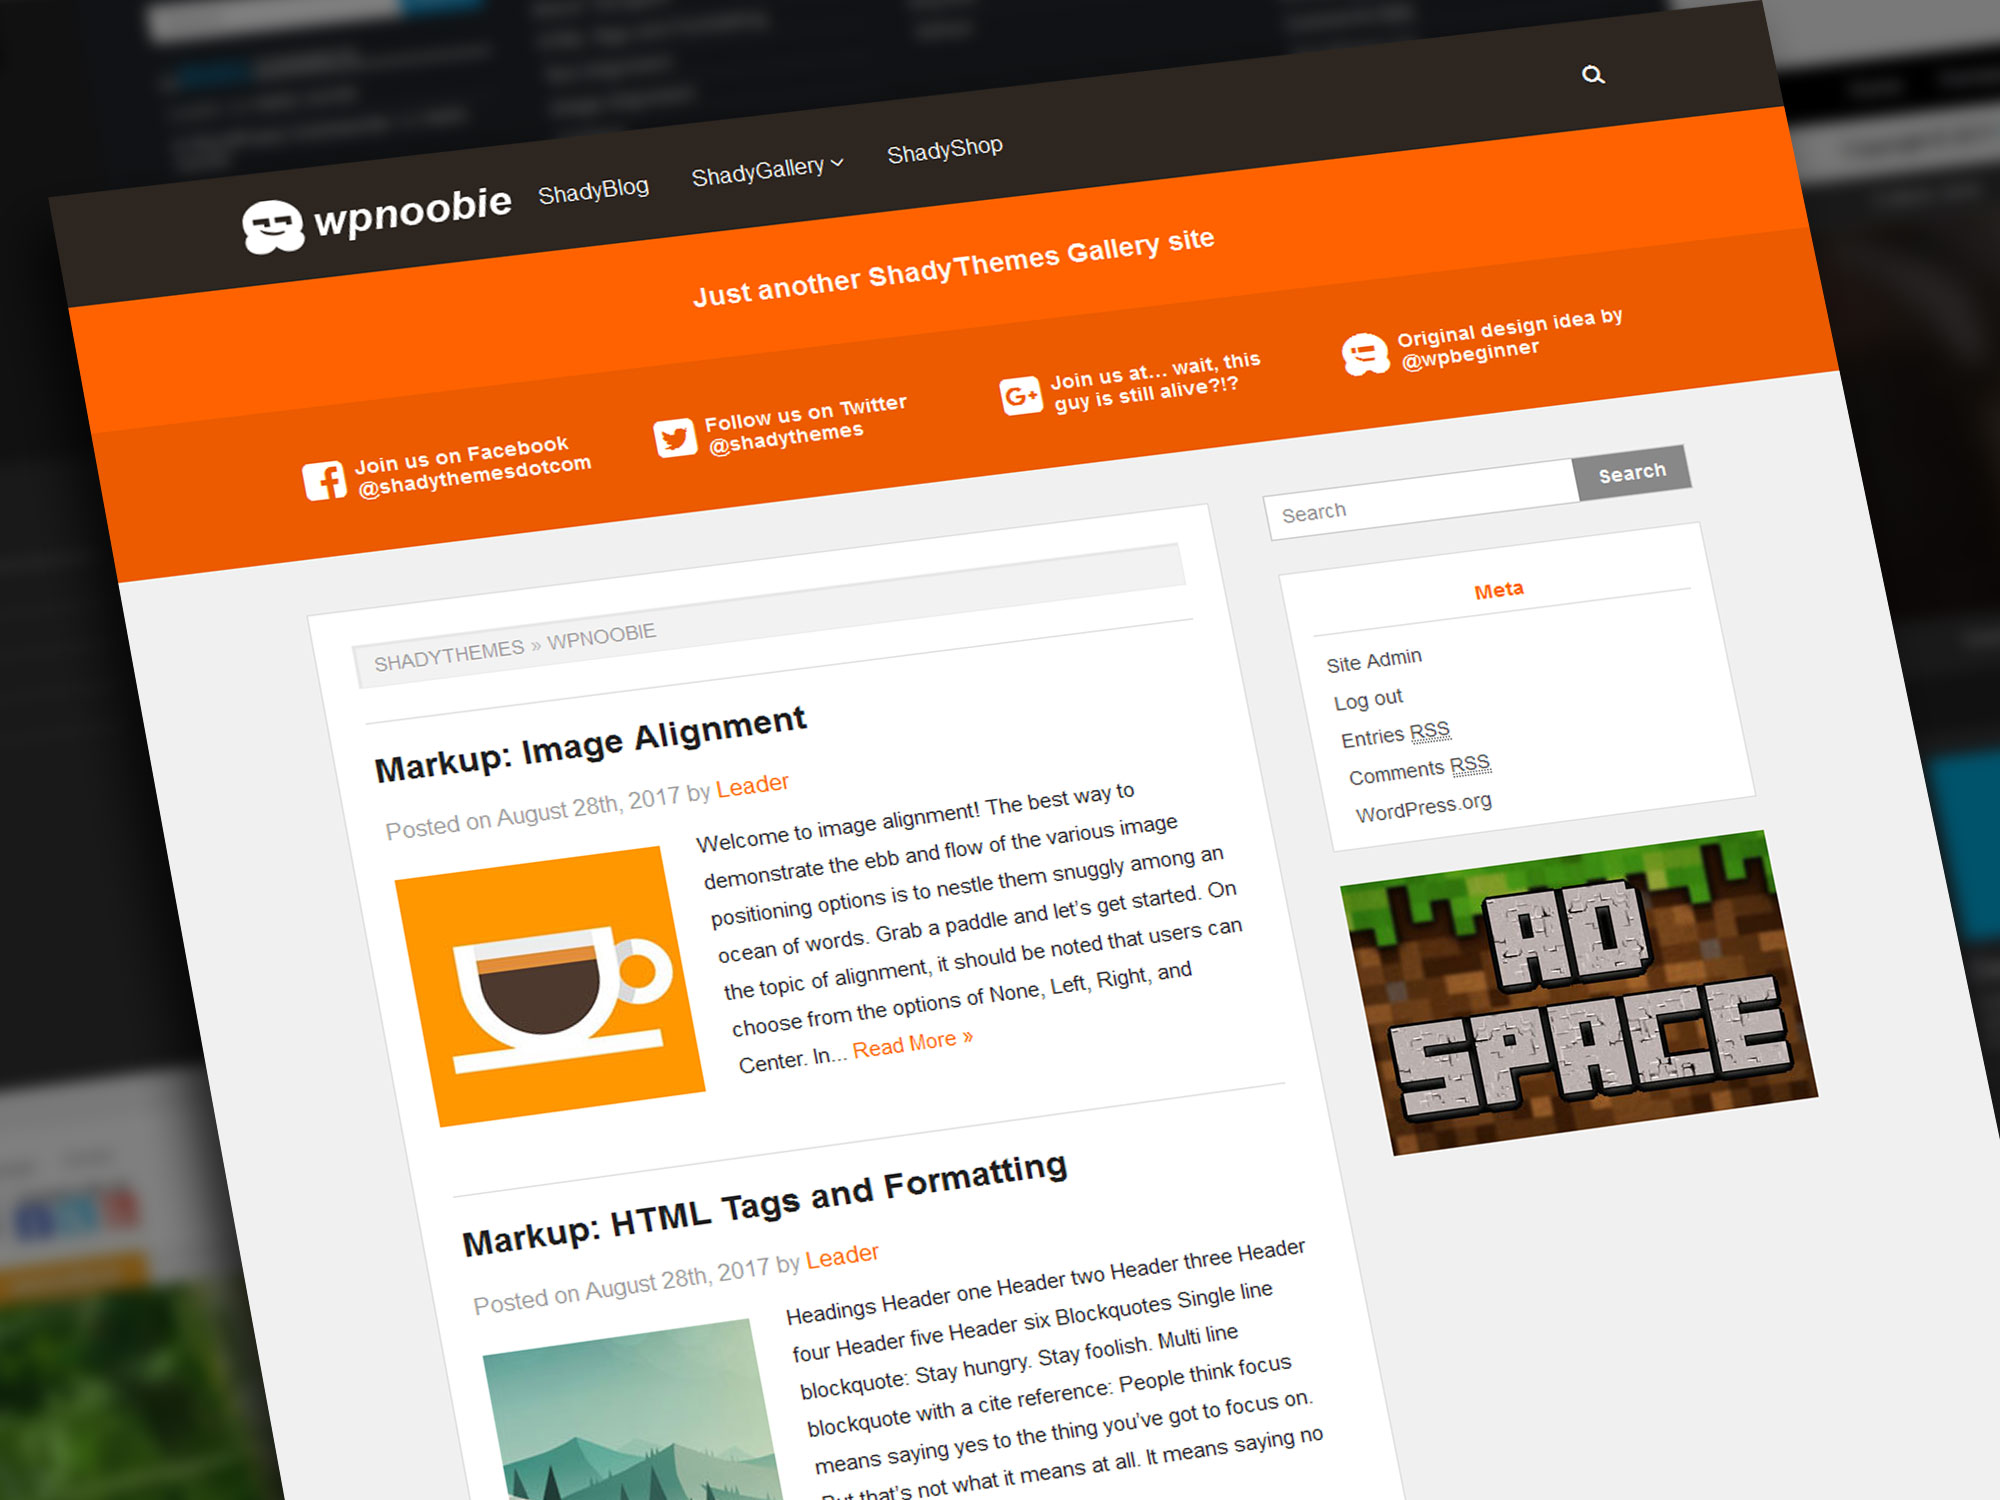 wpnoobie
ShadyBlog
ShadyGallery
ShadyShop
Just another ShadyThemes Gallery site
Join us on Facebook
@shadythemesdotcom
Follow us on Twitter
@shadythemes
Join us at... wait, this
guy is still alive?!?
Original design idea by
@wpbeginner
SHADYTHEMES » WPNOOBIE
Markup: Image Alignment
Posted on August 28th, 2017 by Leader
Welcome to image alignment! The best way to
demonstrate the ebb and flow of the various image
positioning options is to nestle them snuggly among an
ocean of words. Grab a paddle and let's get started. On
the topic of alignment, it should be noted that users can
choose from the options of None, Left, Right, and
Center. In... Read More »
Markup: HTML Tags and Formatting
Posted on August 28th, 2017 by Leader
Headings Header one Header two Header three Header
four Header five Header six Blockquotes Single line
blockquote: Stay hungry. Stay foolish. Multi line
blockquote with a cite reference: People think focus
means saying yes to the thing you've got to focus on.
But that's not what it means at all. It means saying no
Search
Search
Meta
Site Admin
Log out
Entries RSS
Comments RSS
WordPress.org
AD
SPACE